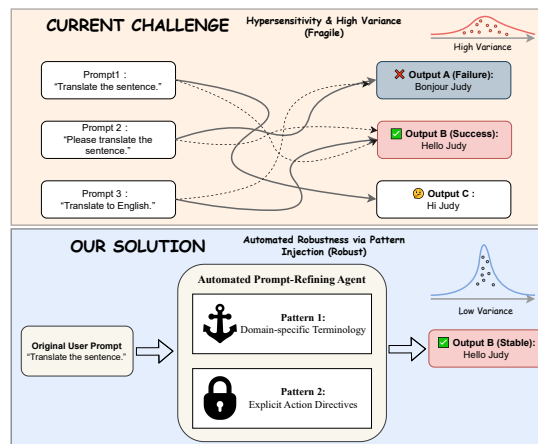 CURRENT CHALLENGE
Hypersensitivity & High Variance
(Fragile)
High Variance
Prompt1 :
"Translate the sentence."
Prompt 2 :
"Please translate the
sentence."
Prompt 3 :
"Translate to English."
Output A (Failure):
Bonjour Judy
Output B (Success):
Hello Judy
Output C :
Hi Judy
OUR SOLUTION
Automated Robustness via Pattern
Injection (Robust)
Low Variance
Automated Prompt-Refining Agent
Pattern 1:
Domain-specific Terminology
Pattern 2:
Explicit Action Directives
Original User Prompt
"Translate the sentence."
Output B (Stable):
Hello Judy